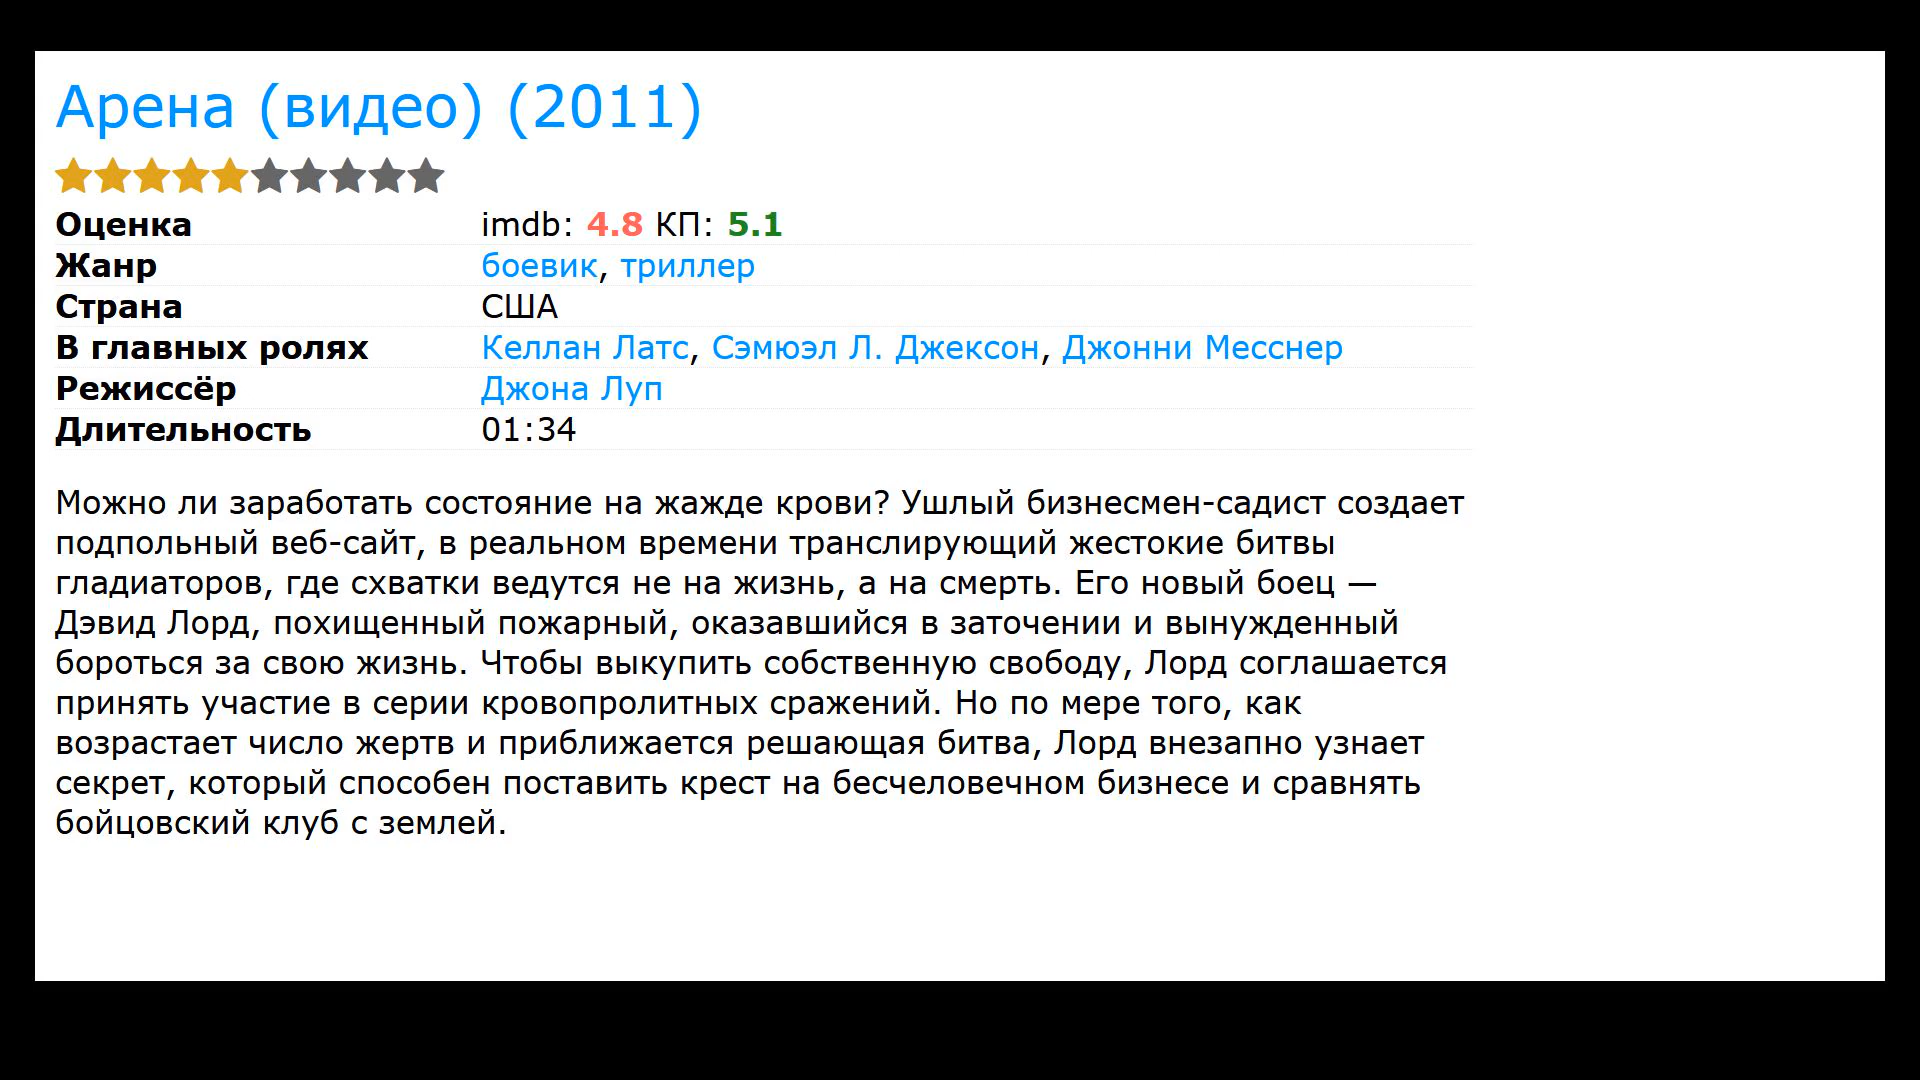 Арена (видео) (2011)
Оценка imdb: 4.8 КП: 5.1
Жанр боевик, триллер
Страна США
В главных ролях Келлан Латс, Сэмюэл Л. Джексон, Джонни Месснер
Режиссёр Джона Луп
Длительность 01:34
Можно ли заработать состояние на жажде крови? Ушлый бизнесмен-садист создает
подпольный веб-сайт, в реальном времени транслирующий жестокие битвы
гладиаторов, где схватки ведутся не на жизнь, а на смерть. Его новый боец —
Дэвид Лорд, похищенный пожарный, оказавшийся в заточении и вынужденный
бороться за свою жизнь. Чтобы выкупить собственную свободу, Лорд соглашается
принять участие в серии кровопролитных сражений. Но по мере того, как
возрастает число жертв и приближается решающая битва, Лорд внезапно узнает
секрет, который способен поставить крест на бесчеловечном бизнесе и сравнять
бойцовский клуб с землей.